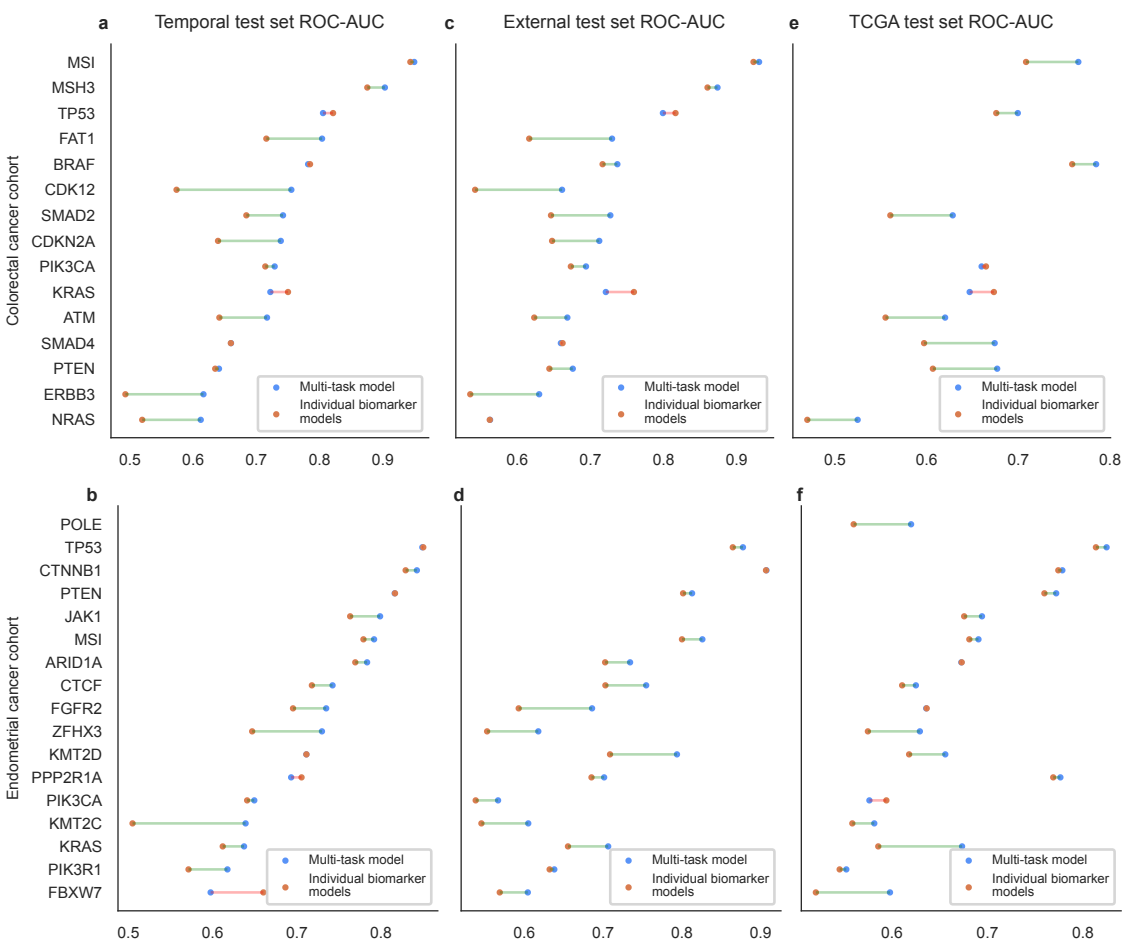 a Temporal test set ROC-AUC
c External test set ROC-AUC
e TCGA test set ROC-AUC
Colorectal cancer cohort
MSI
MSH3
TP53
FAT1
BRAF
CDK12
SMAD2
CDKN2A
PIK3CA
KRAS
ATM
SMAD4
PTEN
ERBB3
NRAS
Multi-task model
Individual biomarker
models
0.5 0.6 0.7 0.8 0.9
Multi-task model
Individual biomarker
models
0.6 0.7 0.8 0.9
Multi-task model
Individual biomarker
models
0.5 0.6 0.7 0.8
b
d
f
Endometrial cancer cohort
POLE
TP53
CTNNB1
PTEN
JAK1
MSI
ARID1A
CTCF
FGFR2
ZFHX3
KMT2D
PPP2R1A
PIK3CA
KMT2C
KRAS
PIK3R1
FBXW7
Multi-task model
Individual biomarker
models
0.5 0.6 0.7 0.8
Multi-task model
Individual biomarker
models
0.6 0.7 0.8 0.9
Multi-task model
Individual biomarker
models
0.6 0.7 0.8